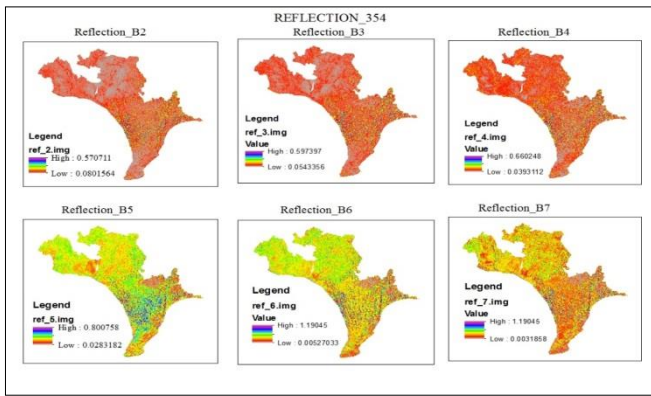 REFLECTION_354
Reflection_B2
Reflection_B3
Reflection_B4
Legend
ref_2.img
High : 0.570711
Low : 0.0801564
Legend
ref_3.img
Value
High : 0.597397
Low : 0.0543356
Legend
ref_4.img
Value
High : 0.660248
Low : 0.0393112
Reflection_B5
Reflection_B6
Reflection_B7
Legend
ref_5.img
High : 0.800758
Low : 0.0283182
Legend
ref_6.img
Value
High : 1.19045
Low : 0.00527033
Legend
ref_7.img
Value
High : 1.19045
Low : 0.0031858